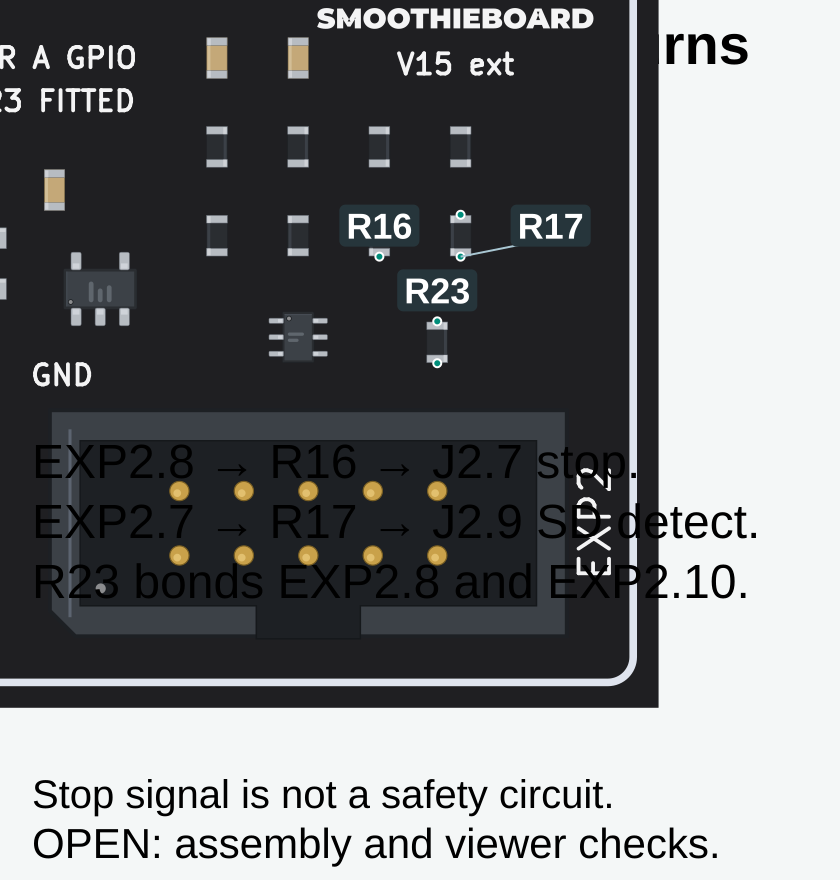 SMOOTHIEBOARD
urns
R A GPIO
V15 ext
23 FITTED
R16
R17
R23
GND
EXP2.8 → R16 → J2.7 stop.
EXP2.7 → R17 → J2.9 SD detect.
R23 bonds EXP2.8 and EXP2.10.
EXP2
Stop signal is not a safety circuit.
OPEN: assembly and viewer checks.